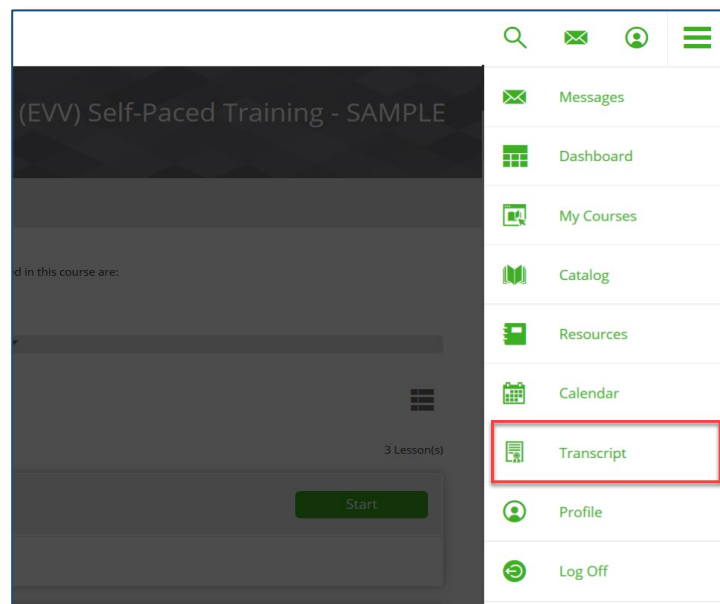 (EVV) Self-Paced Training - SAMPLE
d in this course are:
3 Lesson(s)
Start
Messages
Dashboard
My Courses
Catalog
Resources
Calendar
Transcript
Profile
Log Off